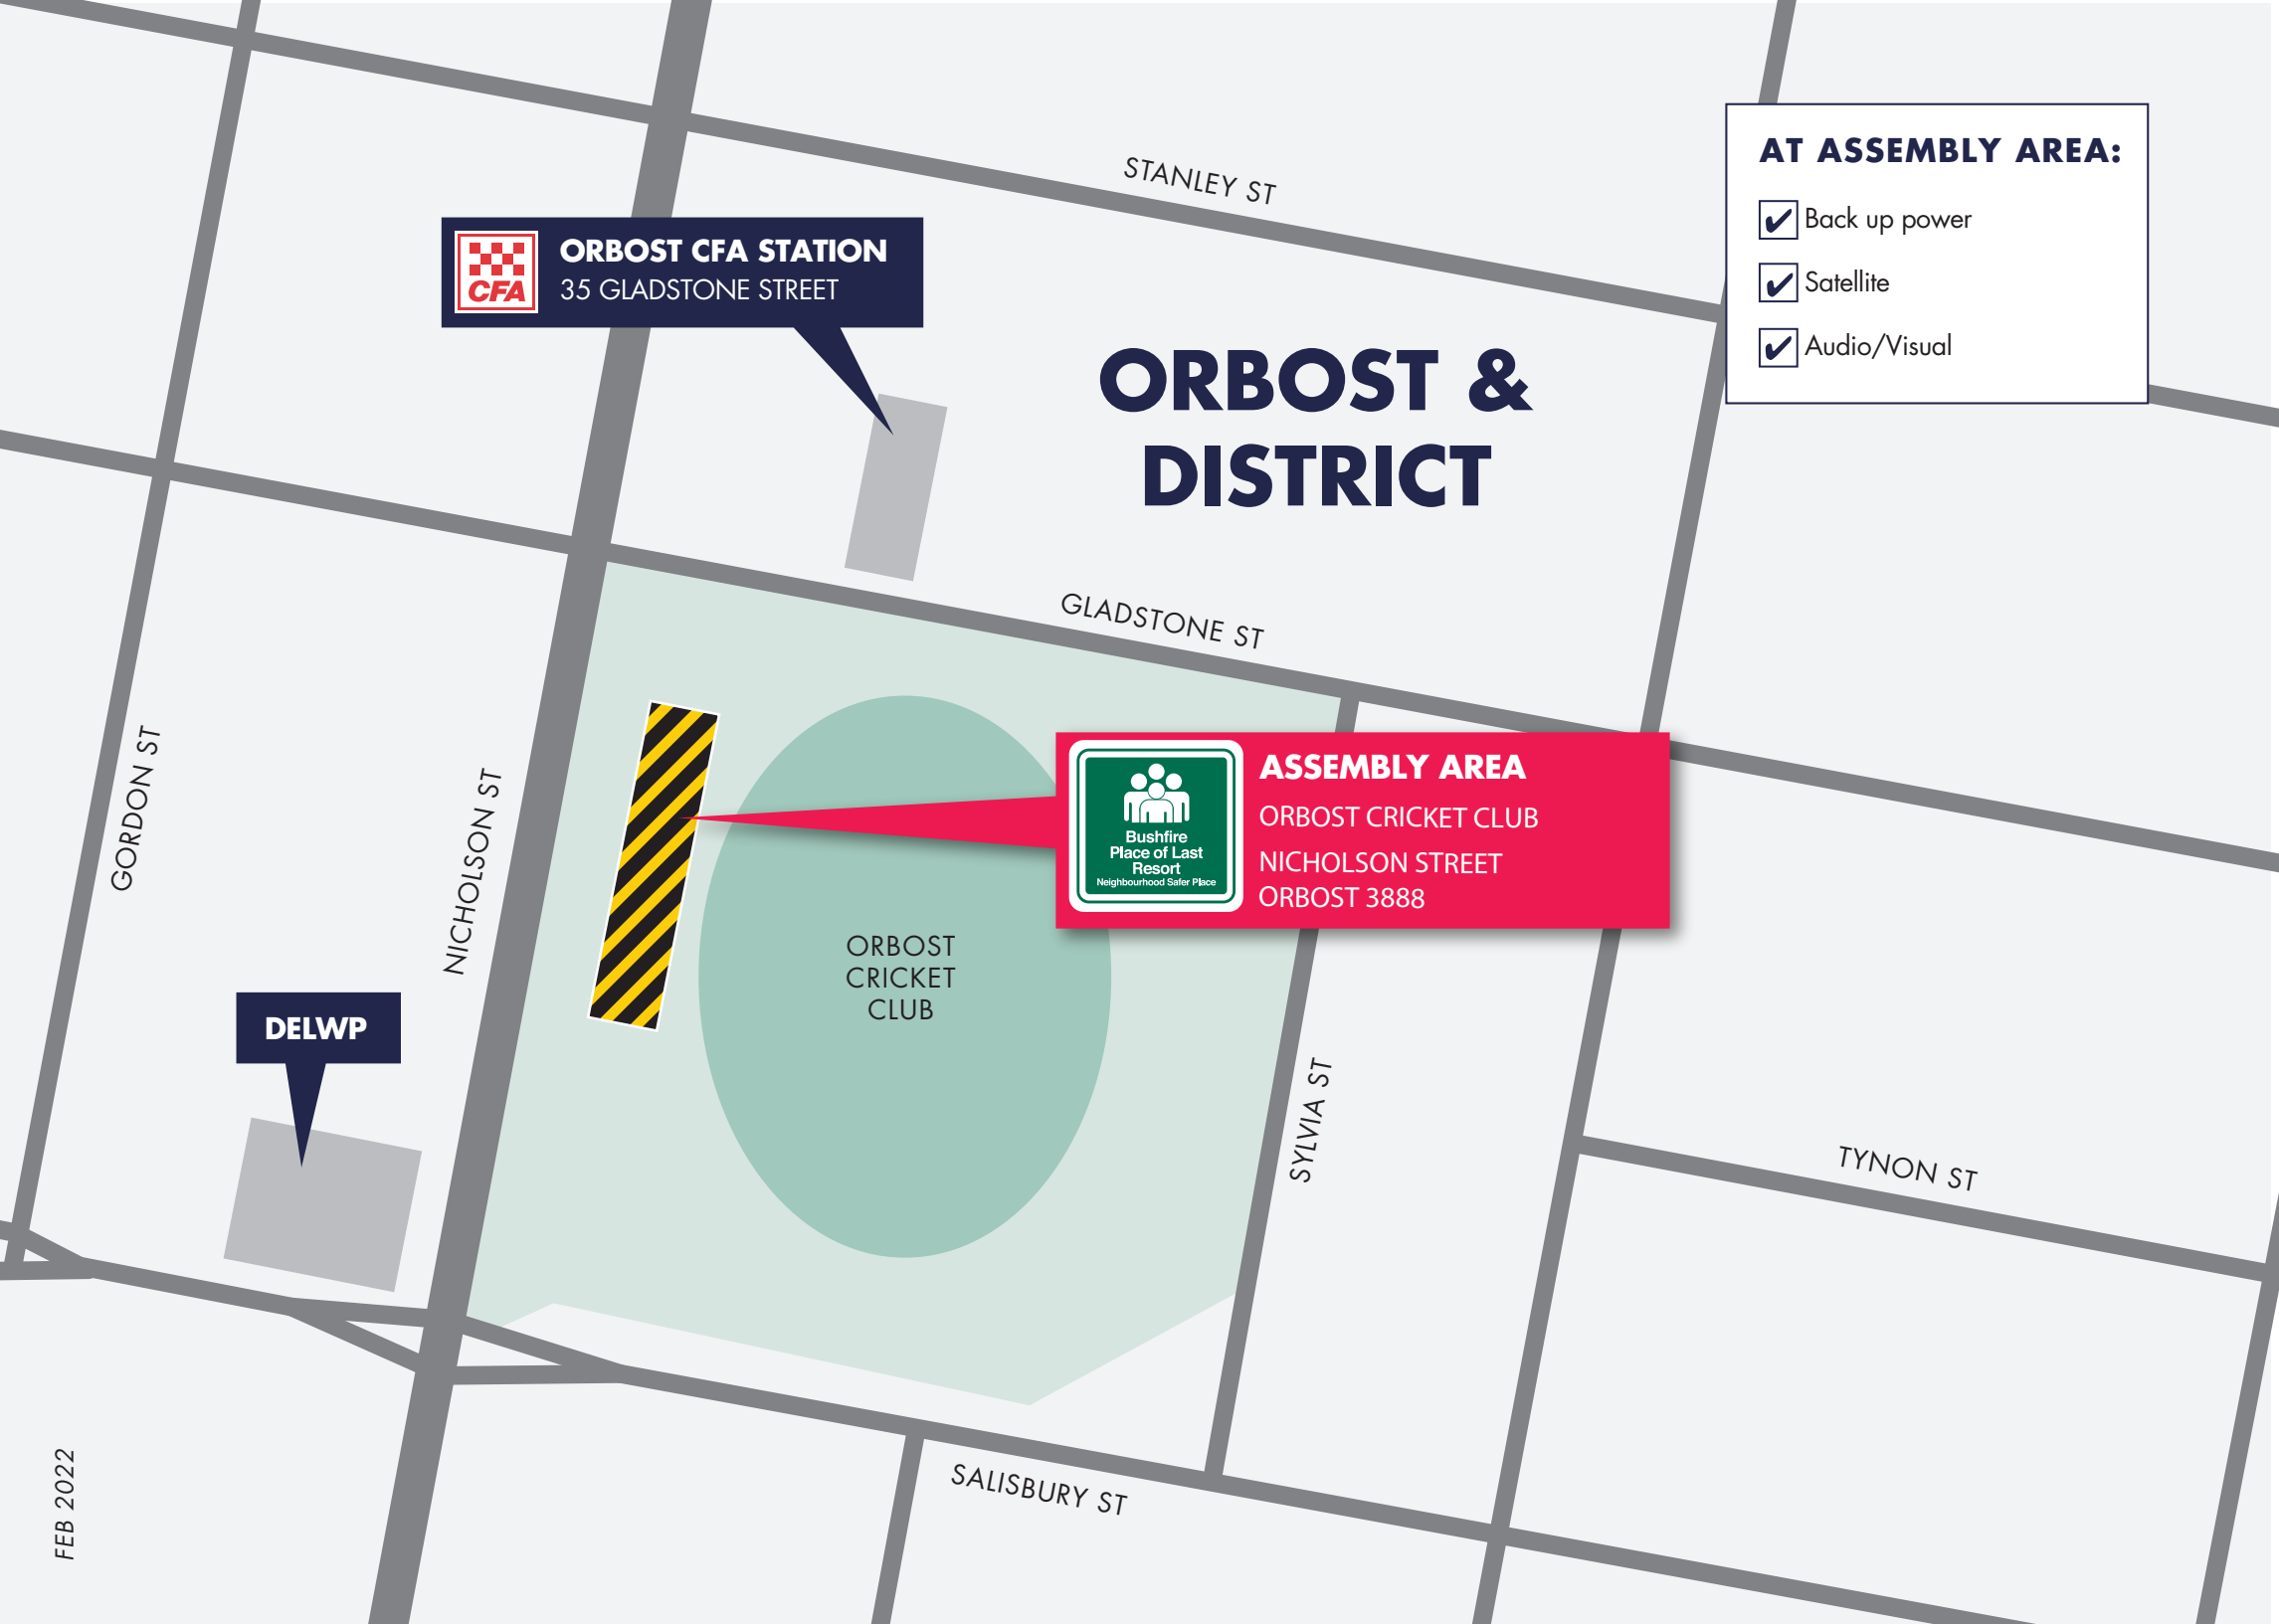 STANLEY ST
AT ASSEMBLY AREA:
✔ Back up power
✔ Satellite
✔ Audio/Visual
CFA
ORBOST CFA STATION
35 GLADSTONE STREET
ORBOST &
DISTRICT
GLADSTONE ST
GORDON ST
NICHOLSON ST
Bushfire
Place of Last
Resort
Neighbourhood Safer Place
ASSEMBLY AREA
ORBOST CRICKET CLUB
NICHOLSON STREET
ORBOST 3888
ORBOST
CRICKET
CLUB
DELWP
SYLVIA ST
TYNON ST
SALISBURY ST
FEB 2022